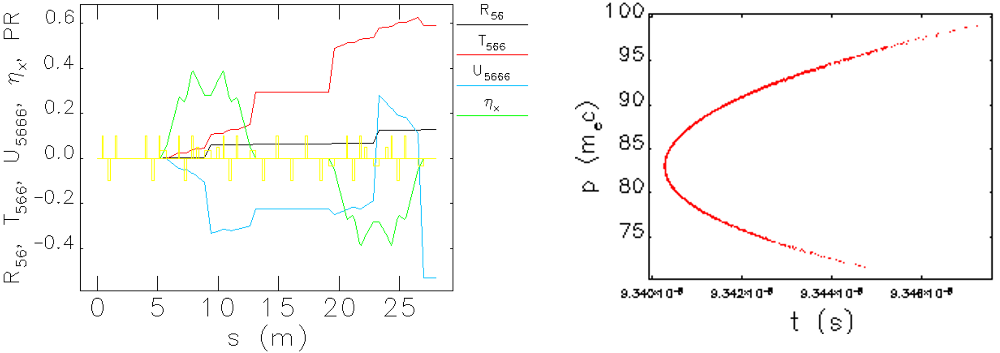 R56, T566, U5666, ηx, PR
0.6
0.4
0.2
0.0
-0.2
-0.4
0 5 10 15 20 25
s (m)
R56
T566
U5666
ηx
p (mec)
100
95
90
85
80
75
9.340×10-8 9.342×10-8 9.344×10-8 9.346×10-8
t (s)